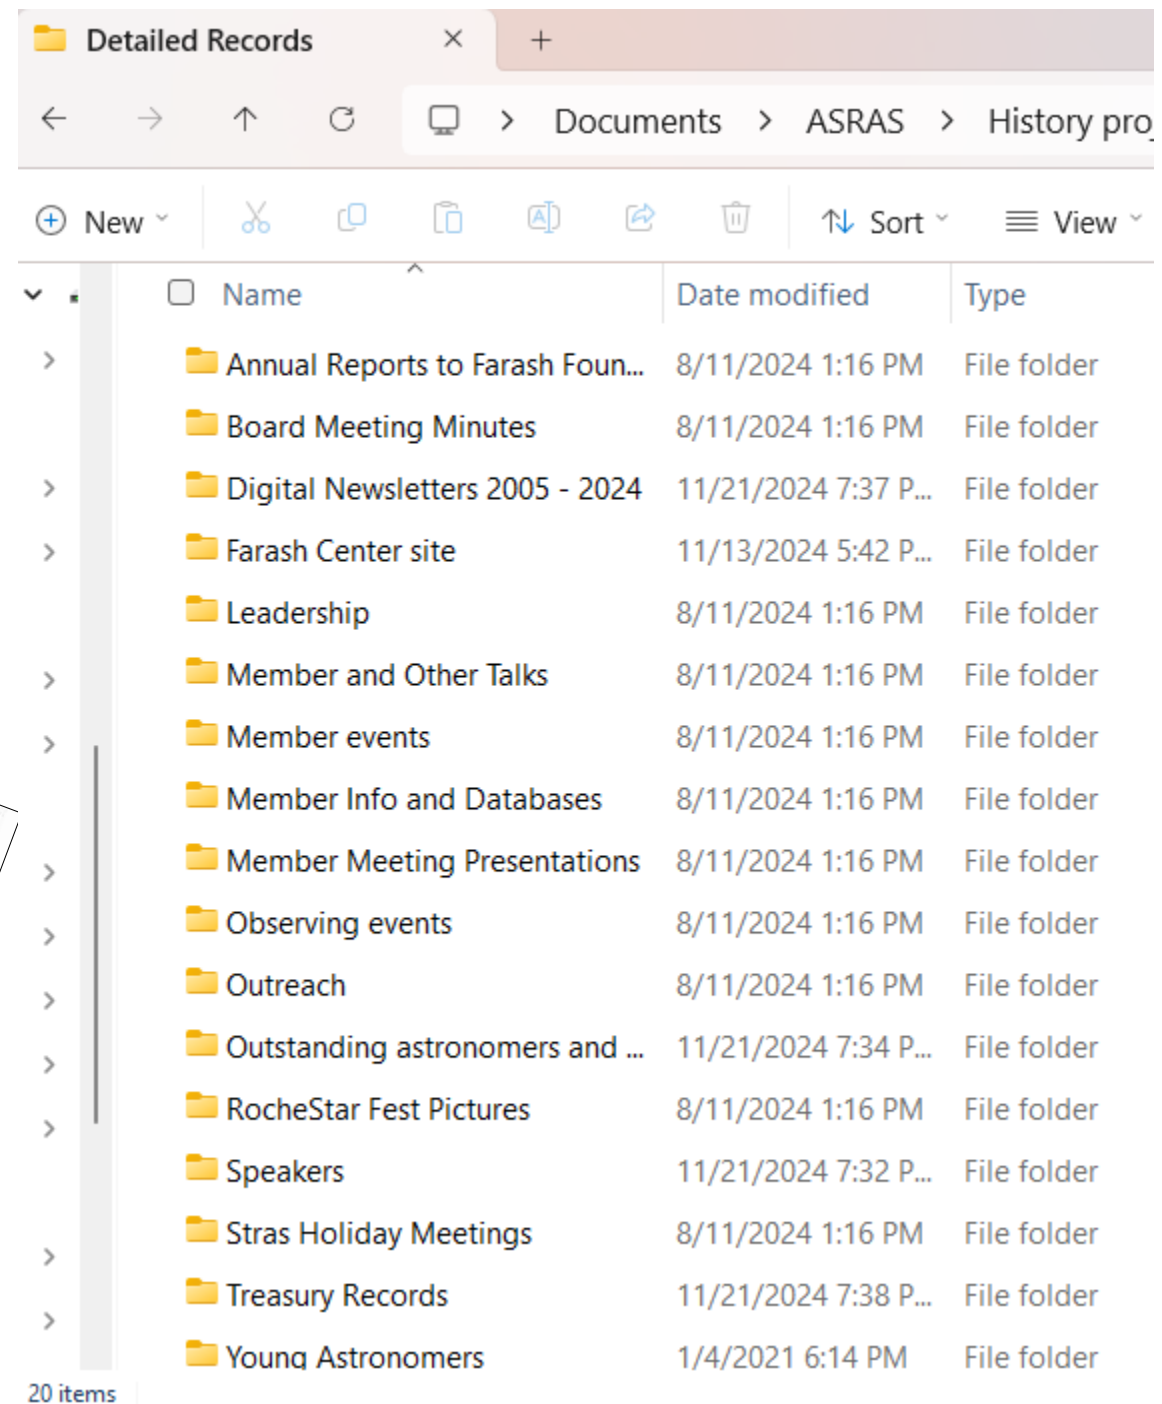 Detailed Records
Documents > ASRAS > History proj
New Sort View
Name Date modified Type
Annual Reports to Farash Foun... 8/11/2024 1:16 PM File folder
Board Meeting Minutes 8/11/2024 1:16 PM File folder
Digital Newsletters 2005 - 2024 11/21/2024 7:37 P... File folder
Farash Center site 11/13/2024 5:42 P... File folder
Leadership 8/11/2024 1:16 PM File folder
Member and Other Talks 8/11/2024 1:16 PM File folder
Member events 8/11/2024 1:16 PM File folder
Member Info and Databases 8/11/2024 1:16 PM File folder
Member Meeting Presentations 8/11/2024 1:16 PM File folder
Observing events 8/11/2024 1:16 PM File folder
Outreach 8/11/2024 1:16 PM File folder
Outstanding astronomers and ... 11/21/2024 7:34 P... File folder
RocheStar Fest Pictures 8/11/2024 1:16 PM File folder
Speakers 11/21/2024 7:32 P... File folder
Stras Holiday Meetings 8/11/2024 1:16 PM File folder
Treasury Records 11/21/2024 7:38 P... File folder
Young Astronomers 1/4/2021 6:14 PM File folder
20 items